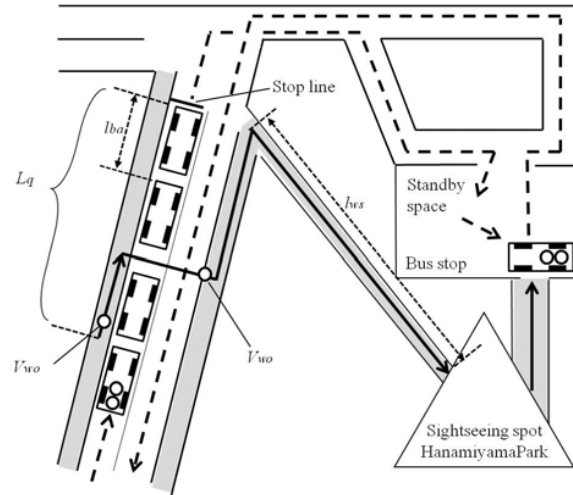 Stop line
lba
Lq
lws
Standby
space
Bus stop
Vwo
Vwo
Sightseeing spot
HanamiyamaPark